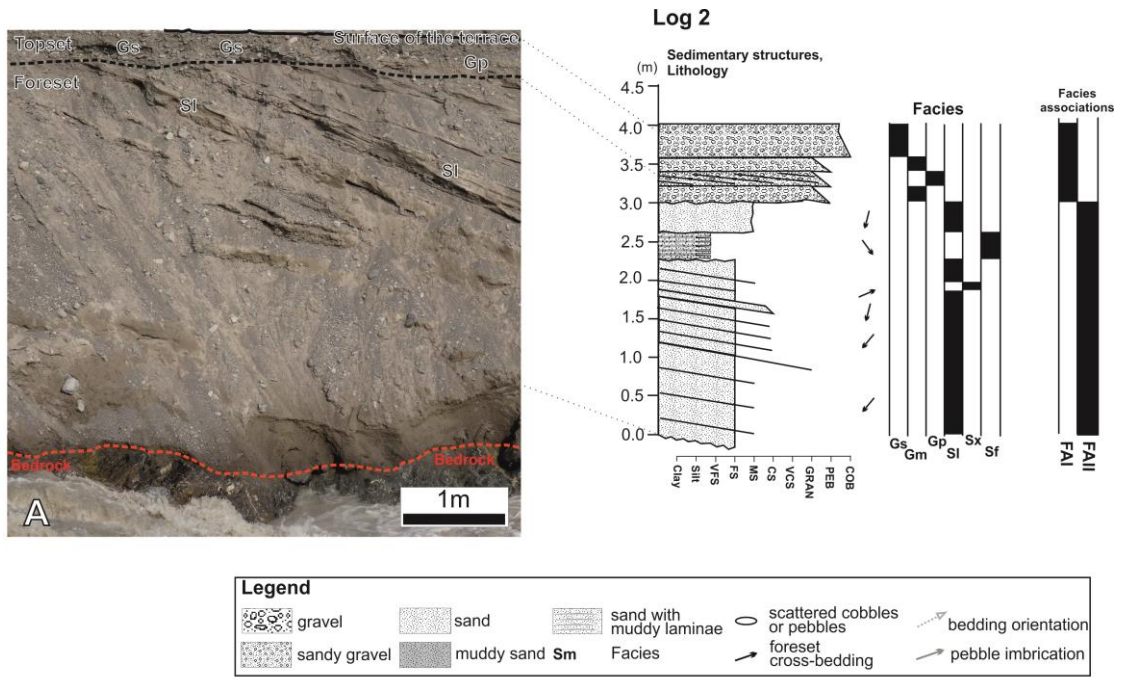 Log 2
Surface of the terrace
Topset
Gs
Gs
Gp
Foreset
Sl
Sl
Bedrock
Bedrock
1m
A
Sedimentary structures,
Lithology
(m)
4.5
4.0
3.5
3.0
2.5
2.0
1.5
1.0
0.5
0.0
Clay
Silt
VFS
FS
MS
CS
VCS
GRAN
PEB
COB
Facies
Gs
Gm
Gp
Sl
Sx
Sf
Facies
associations
FAI
FAII
Legend
gravel
sand
sand with
muddy laminae
scattered cobbles
or pebbles
bedding orientation
sandy gravel
muddy sand
Sm Facies
foreset
cross-bedding
pebble imbrication